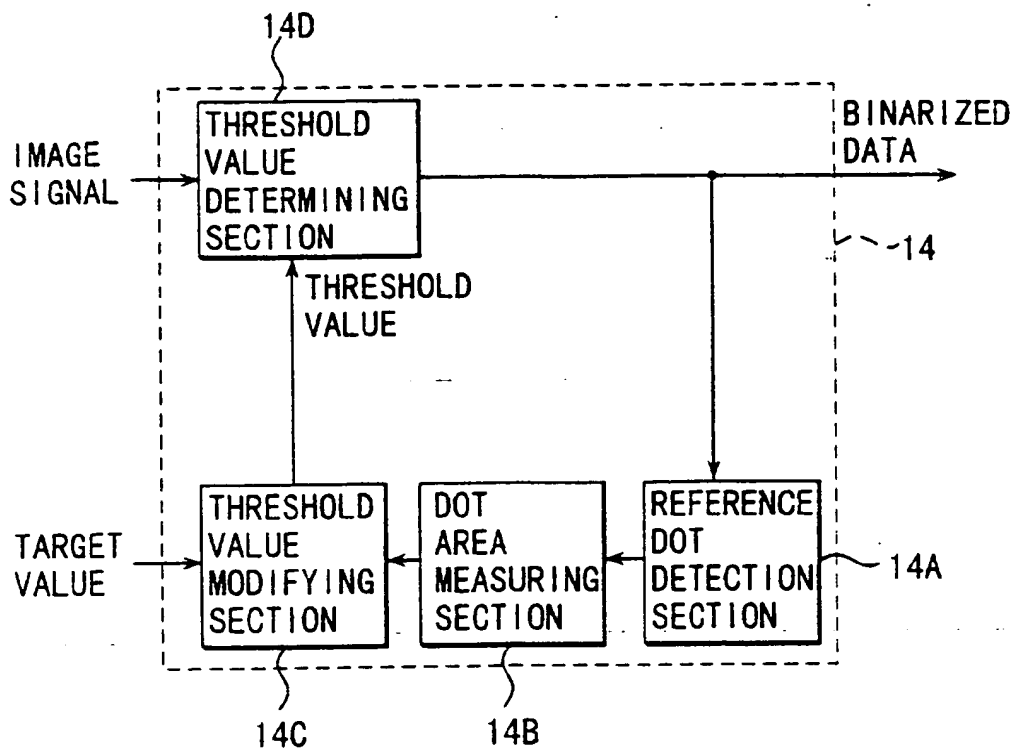 14D
THRESHOLD
VALUE
DETERMINING
SECTION
IMAGE
SIGNAL
BINARIZED
DATA
14
THRESHOLD
VALUE
TARGET
VALUE
THRESHOLD
VALUE
MODIFYING
SECTION
DOT
AREA
MEASURING
SECTION
REFERENCE
DOT
DETECTION
SECTION
14A
14C
14B